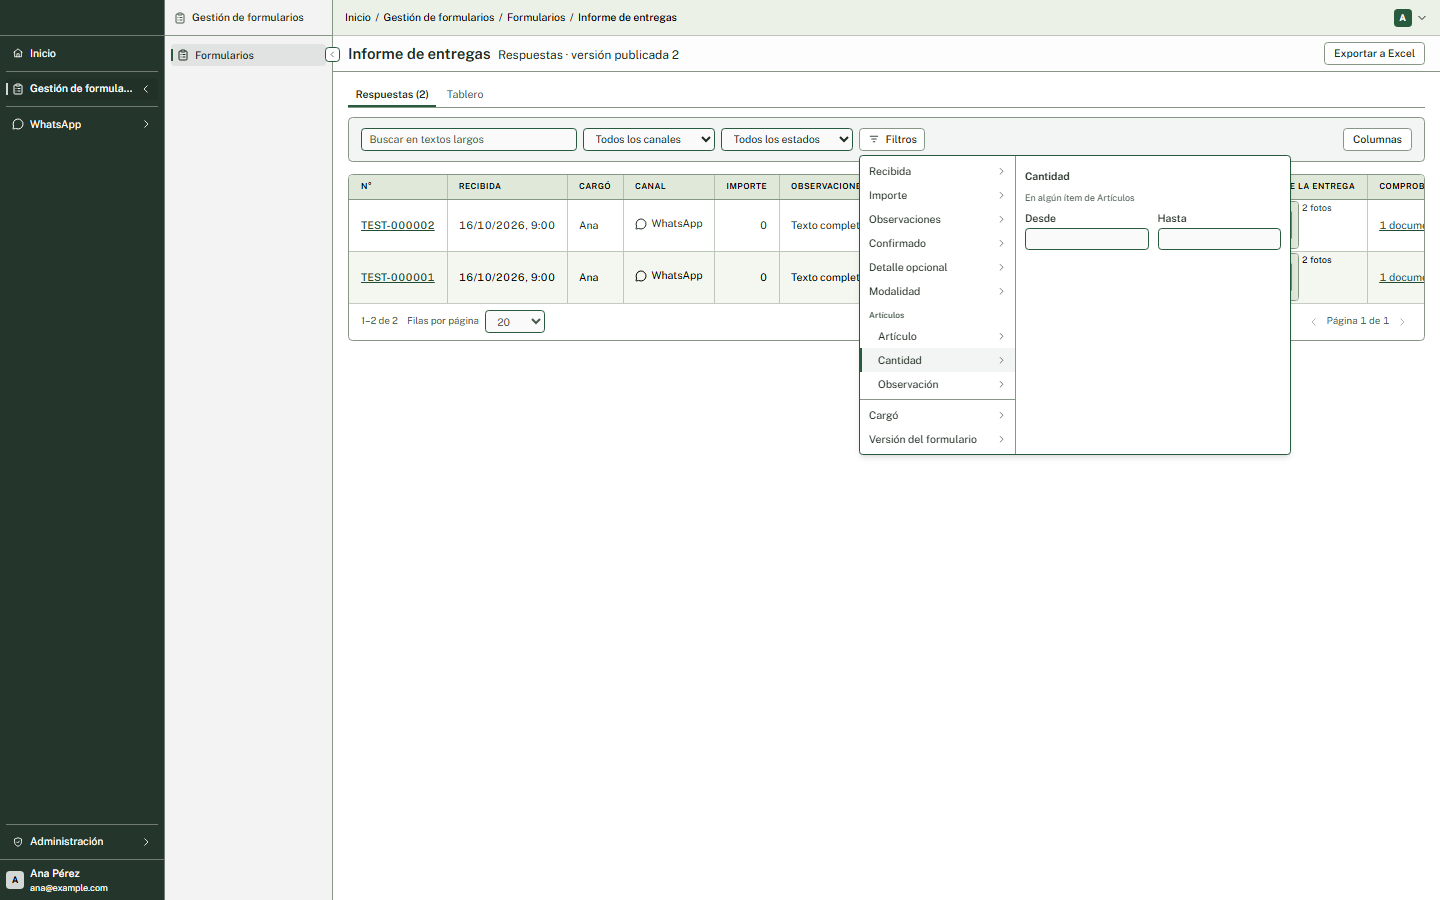 Inicio
Gestión de formula...
WhatsApp
Administración
A
Ana Pérez
ana@example.com
Gestión de formularios
Formularios
Inicio / Gestión de formularios / Formularios / Informe de entregas
A
Informe de entregas Respuestas · versión publicada 2
Exportar a Excel
Respuestas (2) Tablero
Buscar en textos largos Todos los canales Todos los estados Filtros Columnas
N° RECIBIDA CARGÓ CANAL IMPORTE OBSERVACIONE E LA ENTREGA COMPROB
TEST-000002 16/10/2026, 9:00 Ana WhatsApp 0 Texto complet 2 fotos 1 docume
TEST-000001 16/10/2026, 9:00 Ana WhatsApp 0 Texto complet 2 fotos 1 docume
1–2 de 2 Filas por página 20 Página 1 de 1
Recibida
Importe
Observaciones
Confirmado
Detalle opcional
Modalidad
Artículos
Artículo
Cantidad
Observación
Cargó
Versión del formulario
Cantidad
En algún ítem de Artículos
Desde Hasta